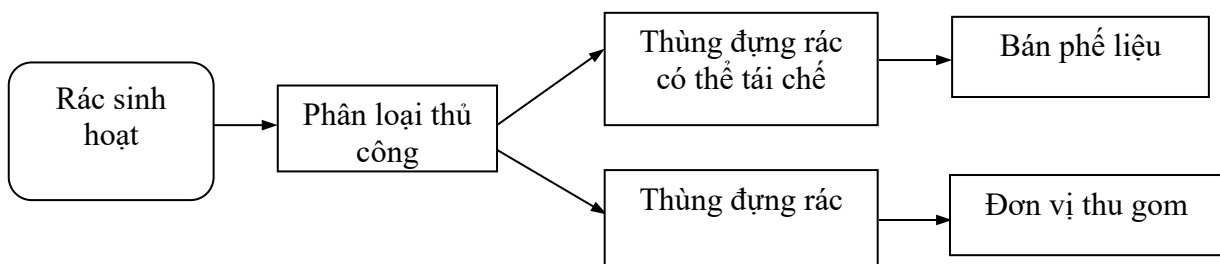 Rác sinh
hoạt
Phân loại thủ
công
Thùng đựng rác
có thể tái chế
Bán phế liệu
Thùng đựng rác
Đơn vị thu gom